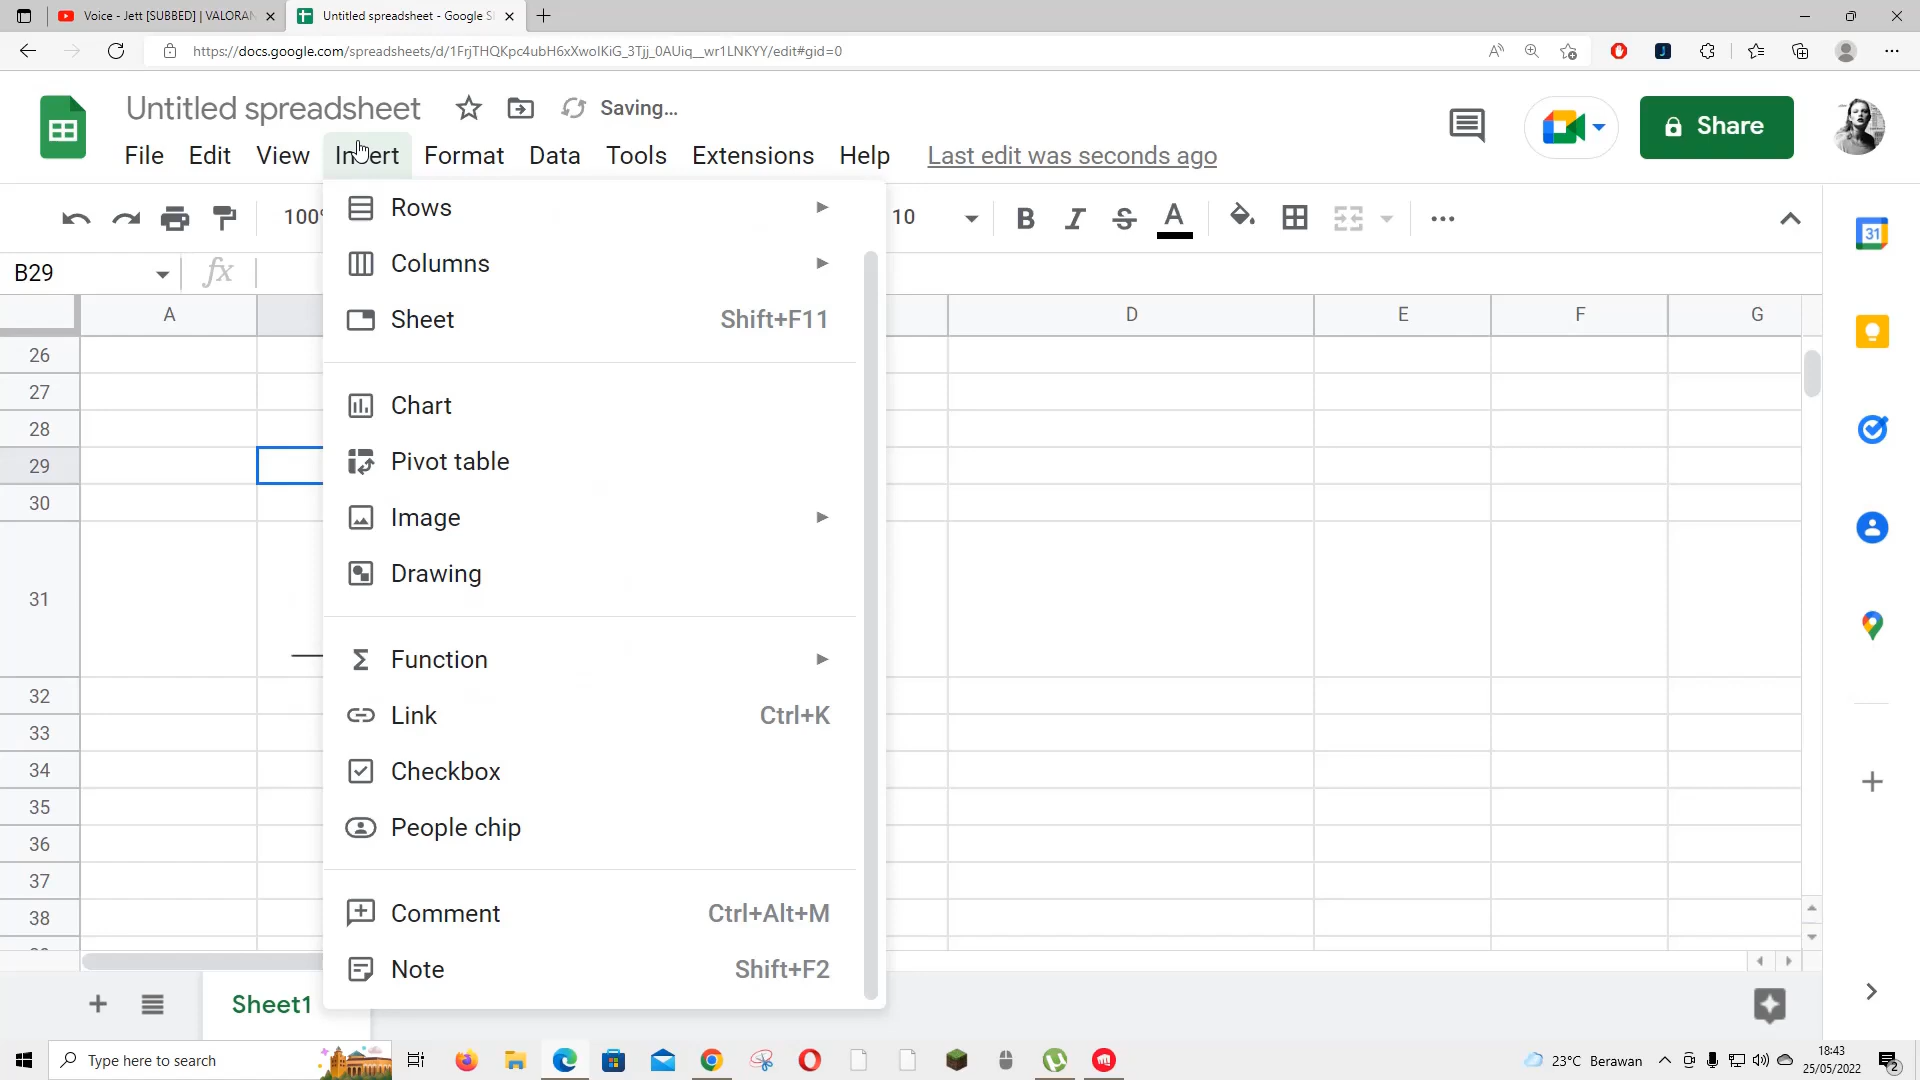 Voice - Jett [SUBBED] | VALORAN
Untitled spreadsheet - Google S
https://docs.google.com/spreadsheets/d/1FrjTHQKpc4ubH6xXwoIKiG_3Tjj_0AUiq__wr1LNKYY/edit#gid=0
Untitled spreadsheet
Saving...
Share
File Edit View Insert Format Data Tools Extensions Help
Last edit was seconds ago
100%
10
B I S A
31
B29
fx
A D E F G
Rows
Columns
Sheet Shift+F11
Chart
Pivot table
Image
Drawing
Function
Link Ctrl+K
Checkbox
People chip
Comment Ctrl+Alt+M
Note Shift+F2
26
27
28
29
30
31
32
33
34
35
36
37
38
Sheet1
Type here to search
23°C Berawan
18:43
25/05/2022
2